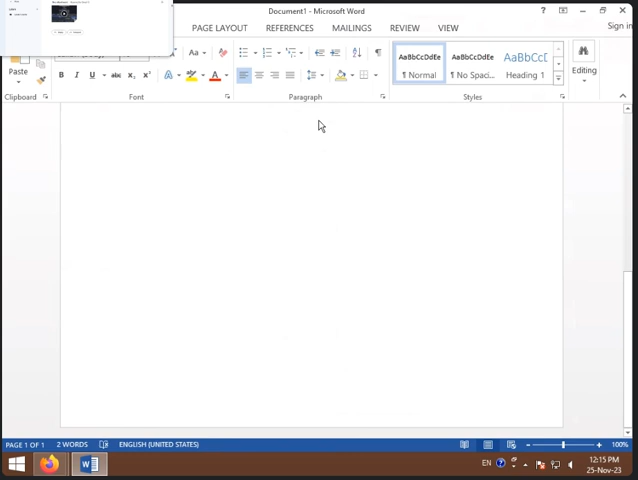 Document1 - Microsoft Word
PAGE LAYOUT REFERENCES MAILINGS REVIEW VIEW Sign in
Paste
Aa
B I U abc x₂ x²
A A
AaBbCcDdEe AaBbCcDdEe AaBbCcC
¶ Normal ¶ No Spaci... Heading 1
Editing
Clipboard Font Paragraph Styles
PAGE 1 OF 1 2 WORDS ENGLISH (UNITED STATES) 100%
EN 12:15 PM
25-Nov-23